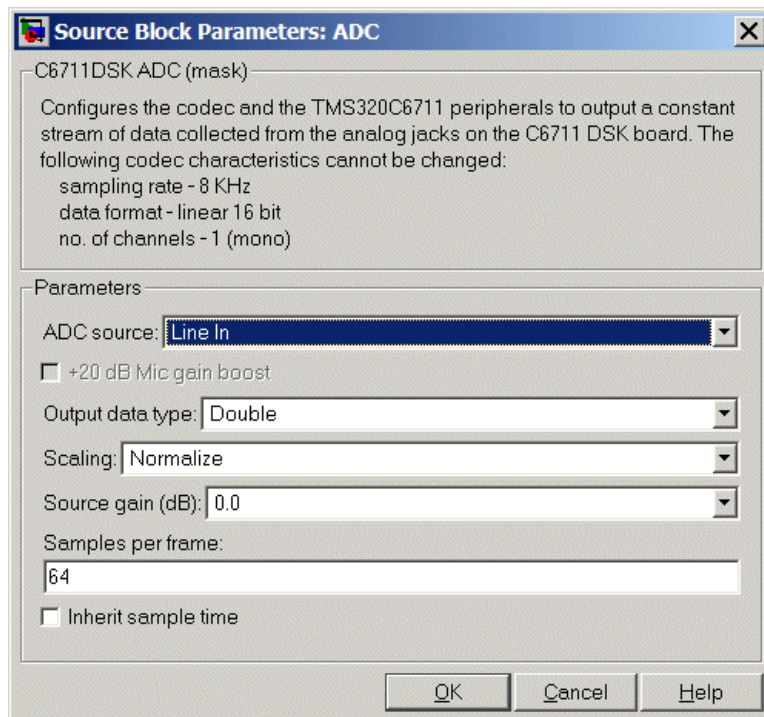 Source Block Parameters: ADC
C6711DSK ADC (mask)
Configures the codec and the TMS320C6711 peripherals to output a constant
stream of data collected from the analog jacks on the C6711 DSK board. The
following codec characteristics cannot be changed:
sampling rate - 8 KHz
data format - linear 16 bit
no. of channels - 1 (mono)
Parameters
ADC source: Line In
+20 dB Mic gain boost
Output data type: Double
Scaling: Normalize
Source gain (dB): 0.0
Samples per frame:
64
Inherit sample time
OK Cancel Help